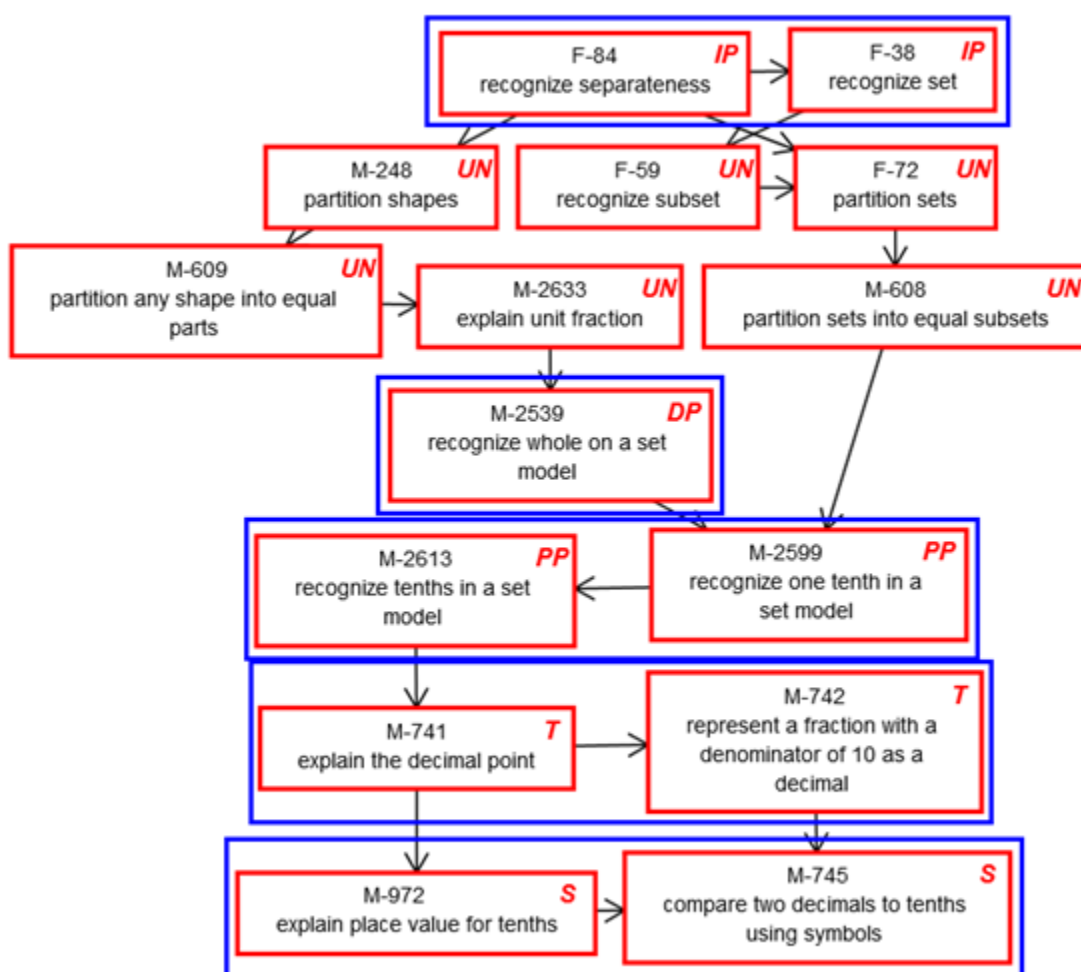 F-84 IP
recognize separateness
F-38 IP
recognize set
M-248 UN
partition shapes
F-59 UN
recognize subset
F-72 UN
partition sets
M-609 UN
partition any shape into equal
parts
M-2633 UN
explain unit fraction
M-608 UN
partition sets into equal subsets
M-2539 DP
recognize whole on a set
model
M-2613 PP
recognize tenths in a set
model
M-2599 PP
recognize one tenth in a
set model
M-741 T
explain the decimal point
M-742 T
represent a fraction with a
denominator of 10 as a
decimal
M-972 S
explain place value for tenths
M-745 S
compare two decimals to tenths
using symbols